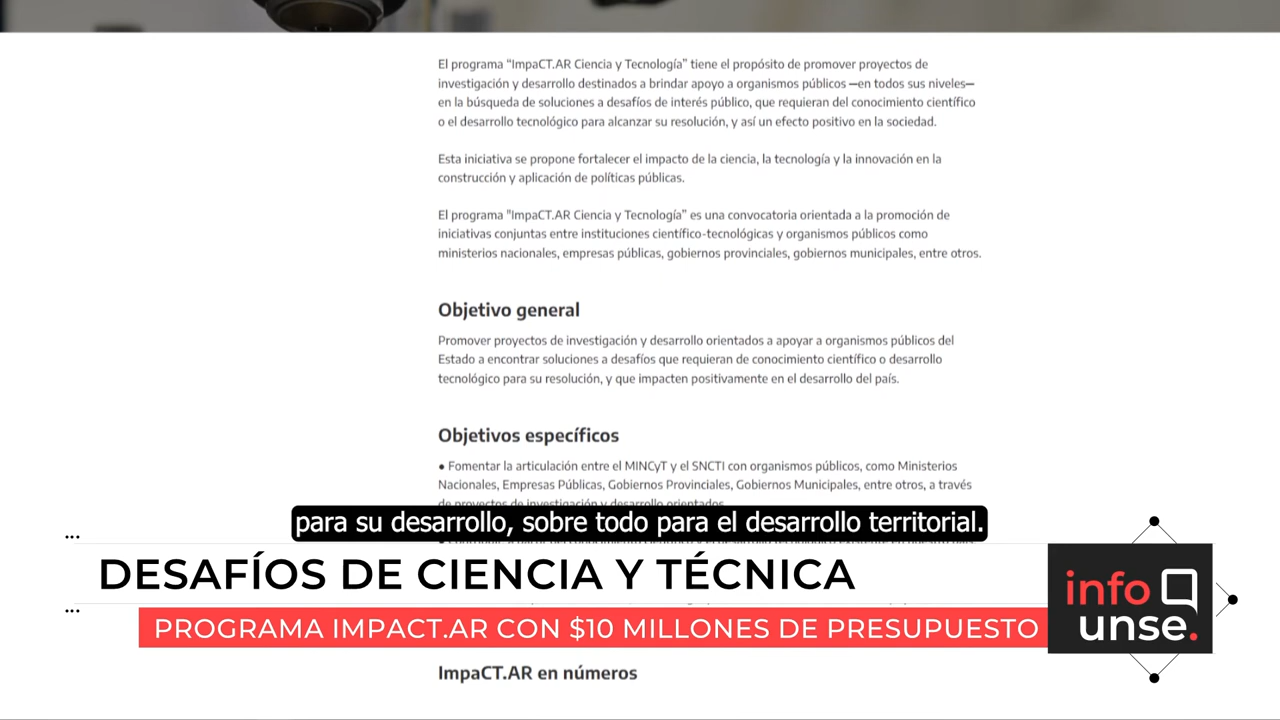 El programa “ImpaCT.AR Ciencia y Tecnología” tiene el propósito de promover proyectos de
investigación y desarrollo destinados a brindar apoyo a organismos públicos —en todos sus niveles—
en la búsqueda de soluciones a desafíos de interés público, que requieran del conocimiento científico
o el desarrollo tecnológico para alcanzar su resolución, y así un efecto positivo en la sociedad.
Esta iniciativa se propone fortalecer el impacto de la ciencia, la tecnología y la innovación en la
construcción y aplicación de políticas públicas.
El programa "ImpaCT.AR Ciencia y Tecnología” es una convocatoria orientada a la promoción de
iniciativas conjuntas entre instituciones científico-tecnológicas y organismos públicos como
ministerios nacionales, empresas públicas, gobiernos provinciales, gobiernos municipales, entre otros.
Objetivo general
Promover proyectos de investigación y desarrollo orientados a apoyar a organismos públicos del
Estado a encontrar soluciones a desafíos que requieran de conocimiento científico o desarrollo
tecnológico para su resolución, y que impacten positivamente en el desarrollo del país.
Objetivos específicos
● Fomentar la articulación entre el MINCyT y el SNCTI con organismos públicos, como Ministerios
Nacionales, Empresas Públicas, Gobiernos Provinciales, Gobiernos Municipales, entre otros, a través
de proyectos de investigación y desarrollo orientados
para su desarrollo, sobre todo para el desarrollo territorial.
DESAFÍOS DE CIENCIA Y TÉCNICA
PROGRAMA IMPACT.AR CON $10 MILLONES DE PRESUPUESTO
info
unse.
ImpaCT.AR en números